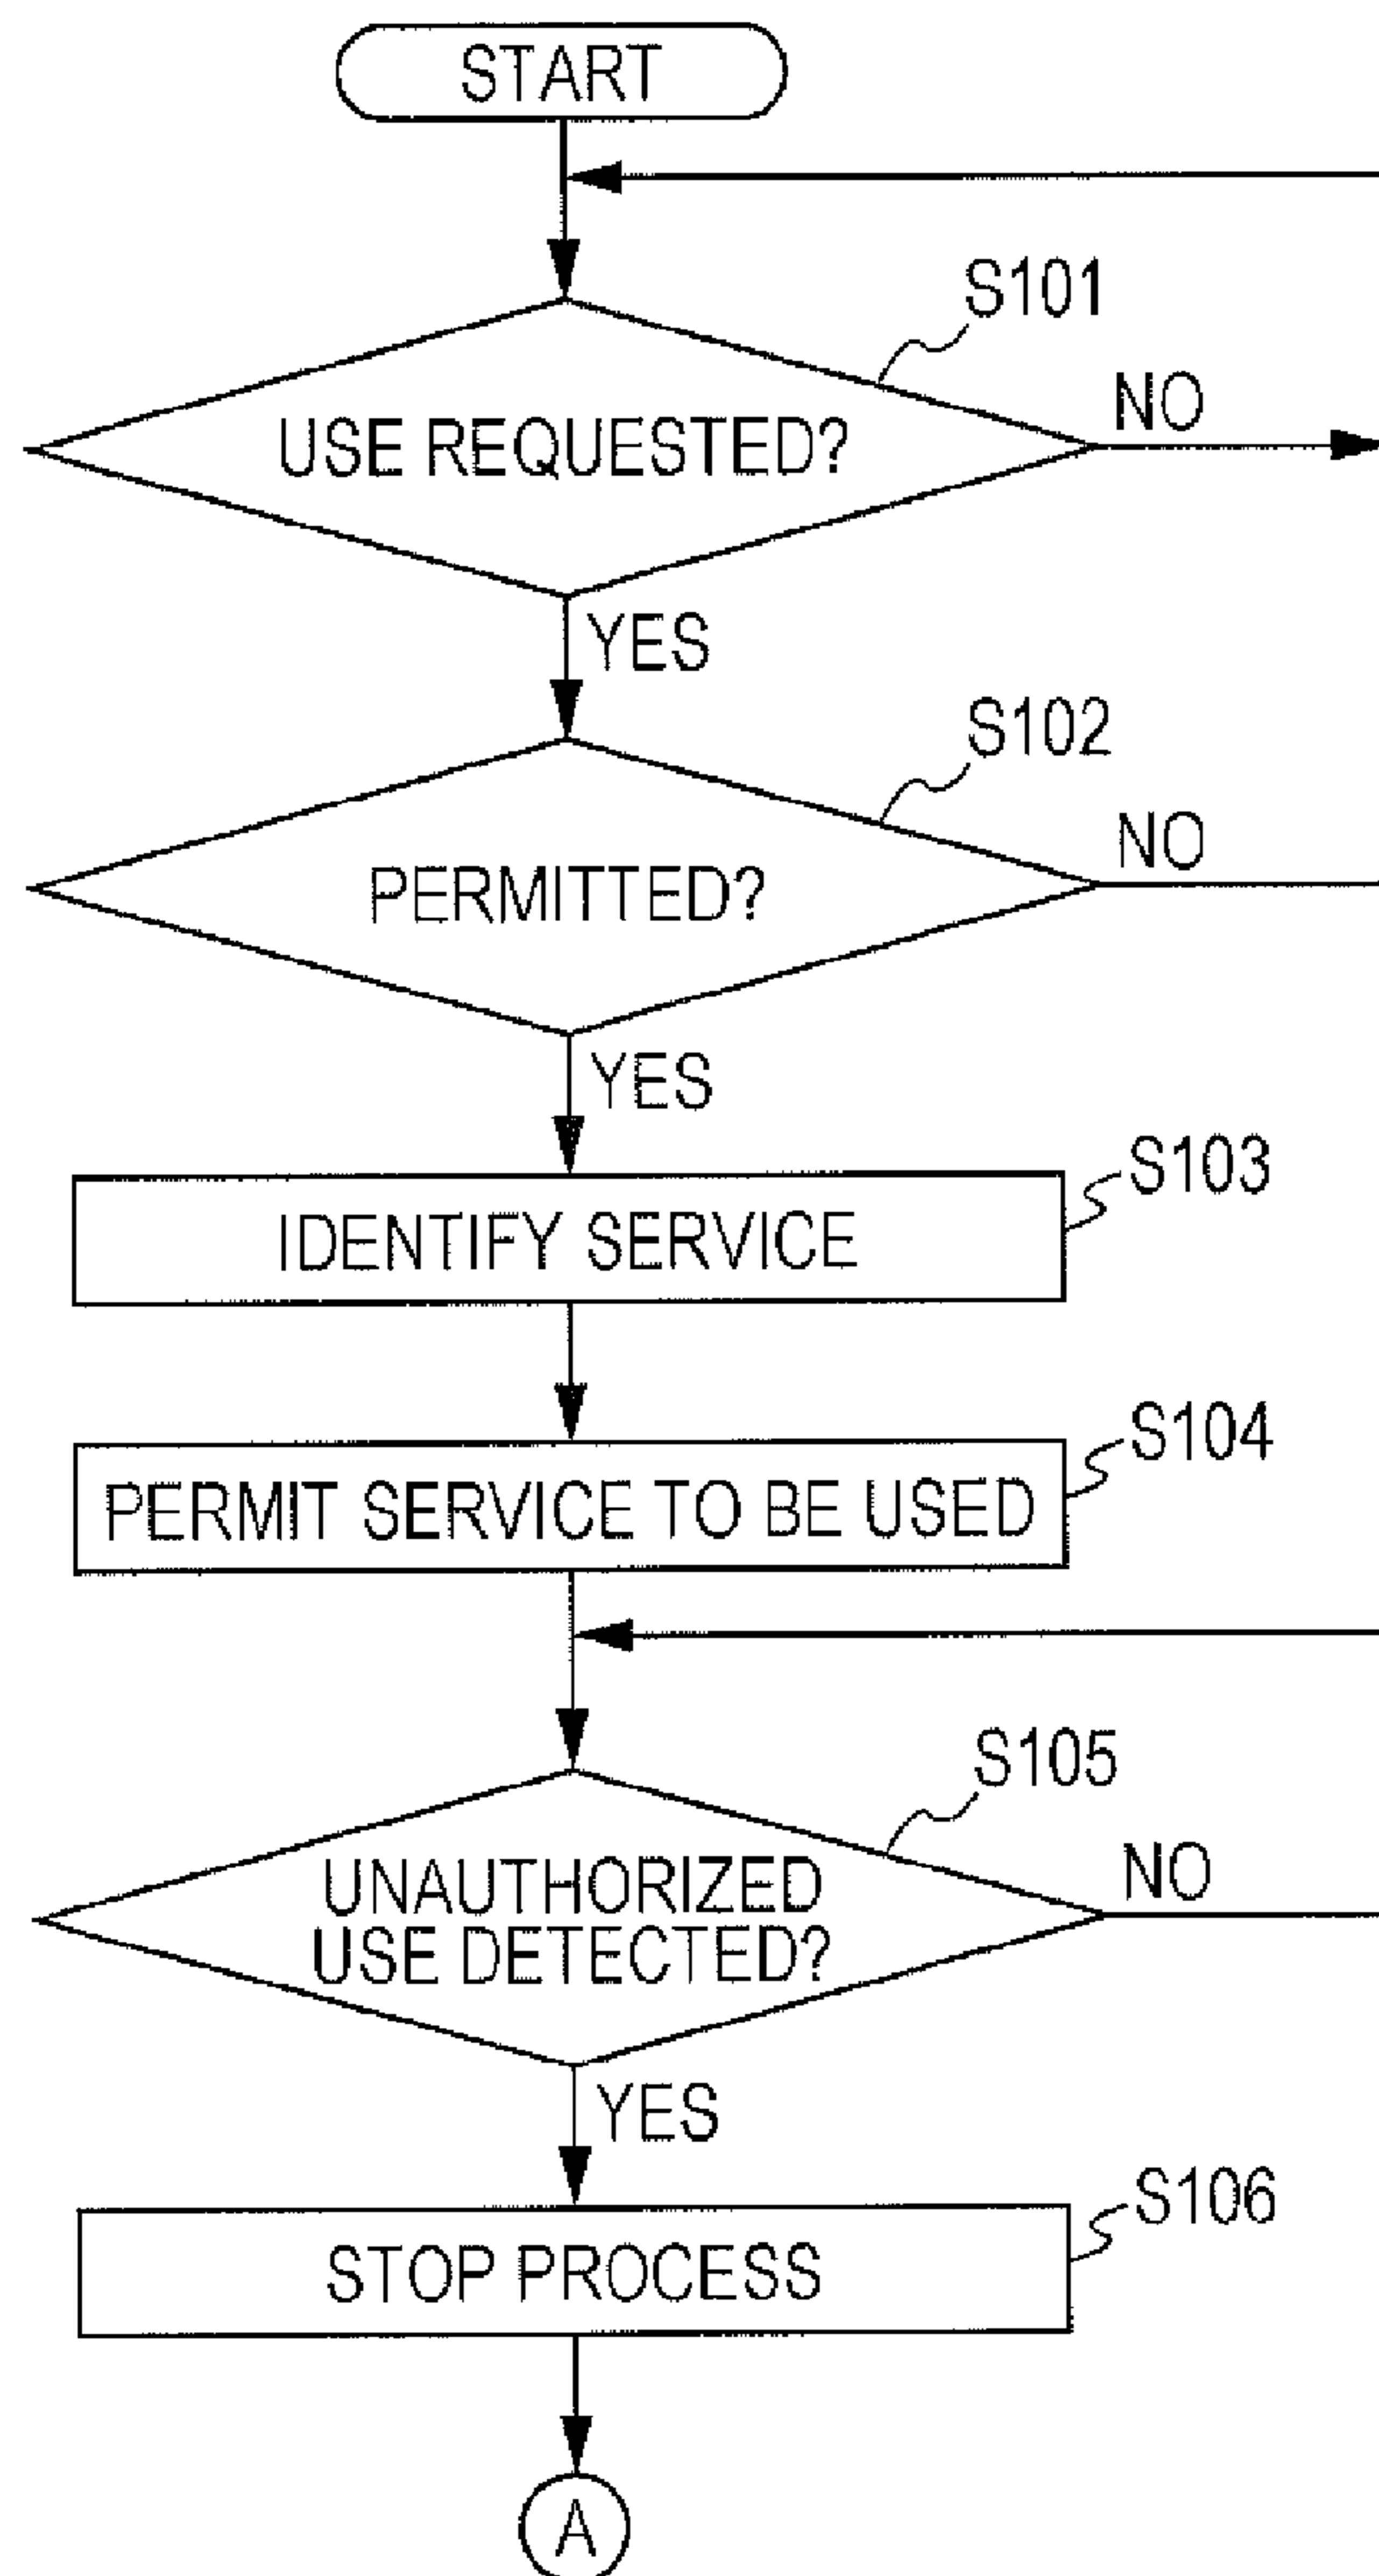 START
S101
USE REQUESTED?
NO
YES
S102
PERMITTED?
NO
YES
S103
IDENTIFY SERVICE
S104
PERMIT SERVICE TO BE USED
S105
UNAUTHORIZED
USE DETECTED?
NO
YES
S106
STOP PROCESS
A